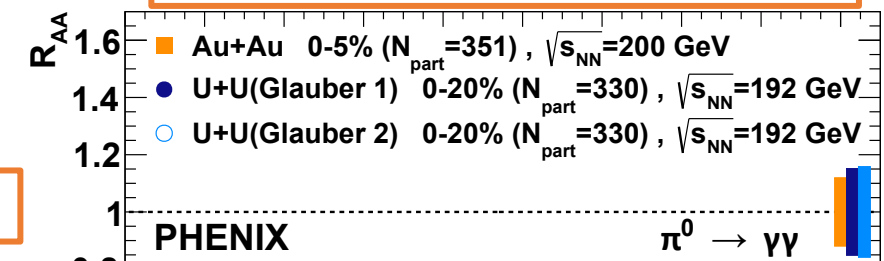 R_AA
1.6
Au+Au 0-5% (N_part=351) , √s_NN=200 GeV
1.4
U+U(Glauber 1) 0-20% (N_part=330) , √s_NN=192 GeV
U+U(Glauber 2) 0-20% (N_part=330) , √s_NN=192 GeV
1.2
1
PHENIX π⁰ → γγ